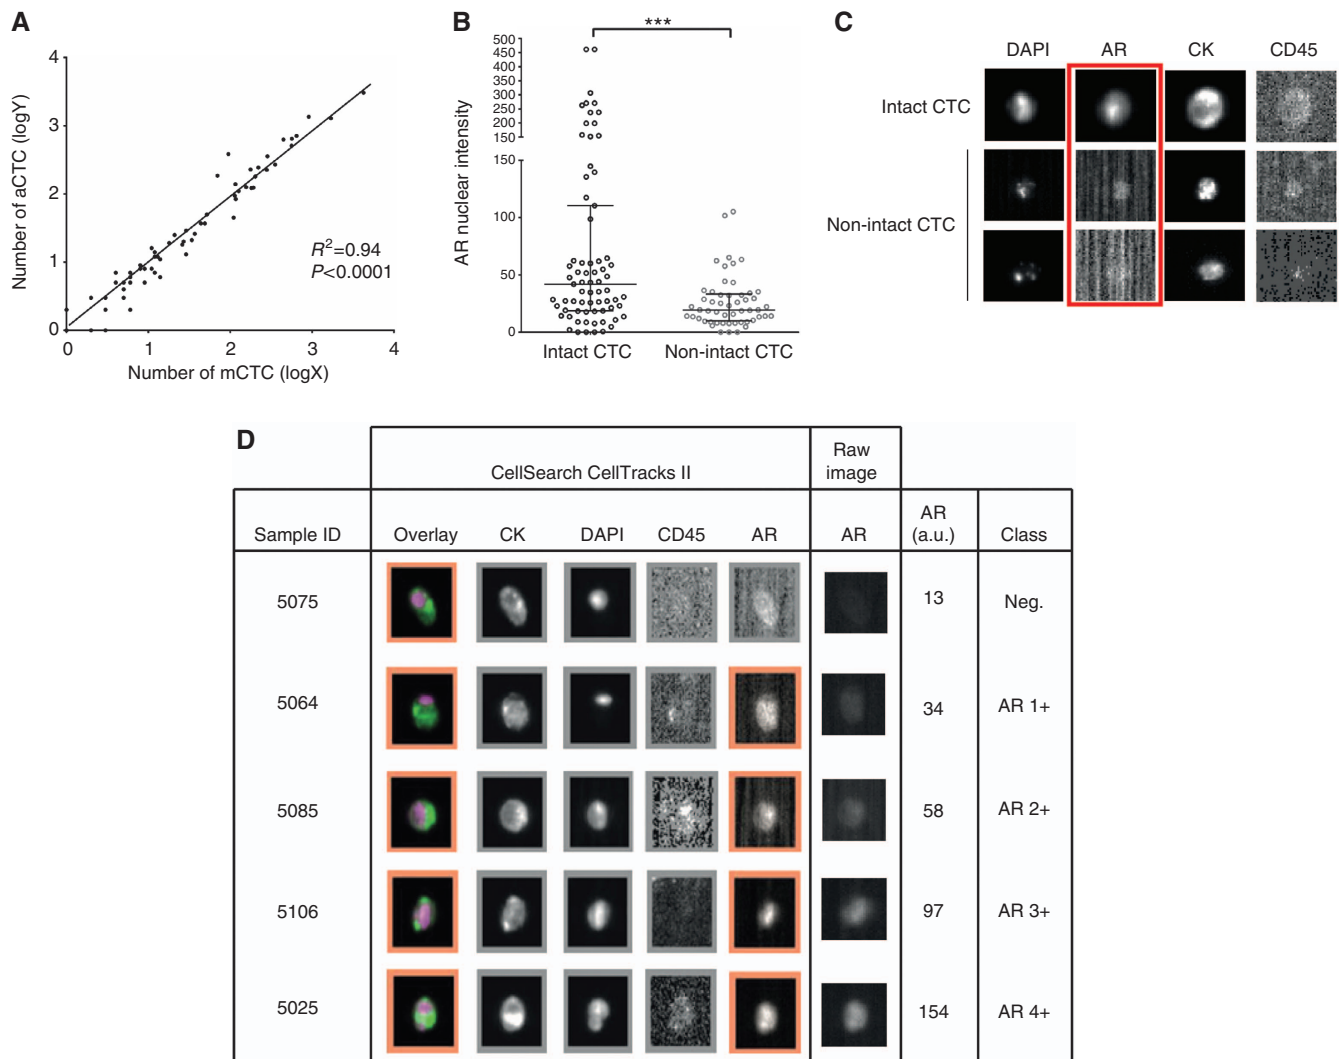 A
Number of aCTC (logY)
4
3
2
1
0
0 1 2 3 4
R²=0.94
P<0.0001
Number of mCTC (logX)
B
***
AR nuclear intensity
500
450
400
350
300
250
200
150
150
100
50
0
Intact CTC Non-intact CTC
C
DAPI AR CK CD45
Intact CTC
Non-intact CTC
D
CellSearch CellTracks II
Raw
image
Sample ID Overlay CK DAPI CD45 AR AR
AR
(a.u.)
Class
5075 13 Neg.
5064 34 AR 1+
5085 58 AR 2+
5106 97 AR 3+
5025 154 AR 4+